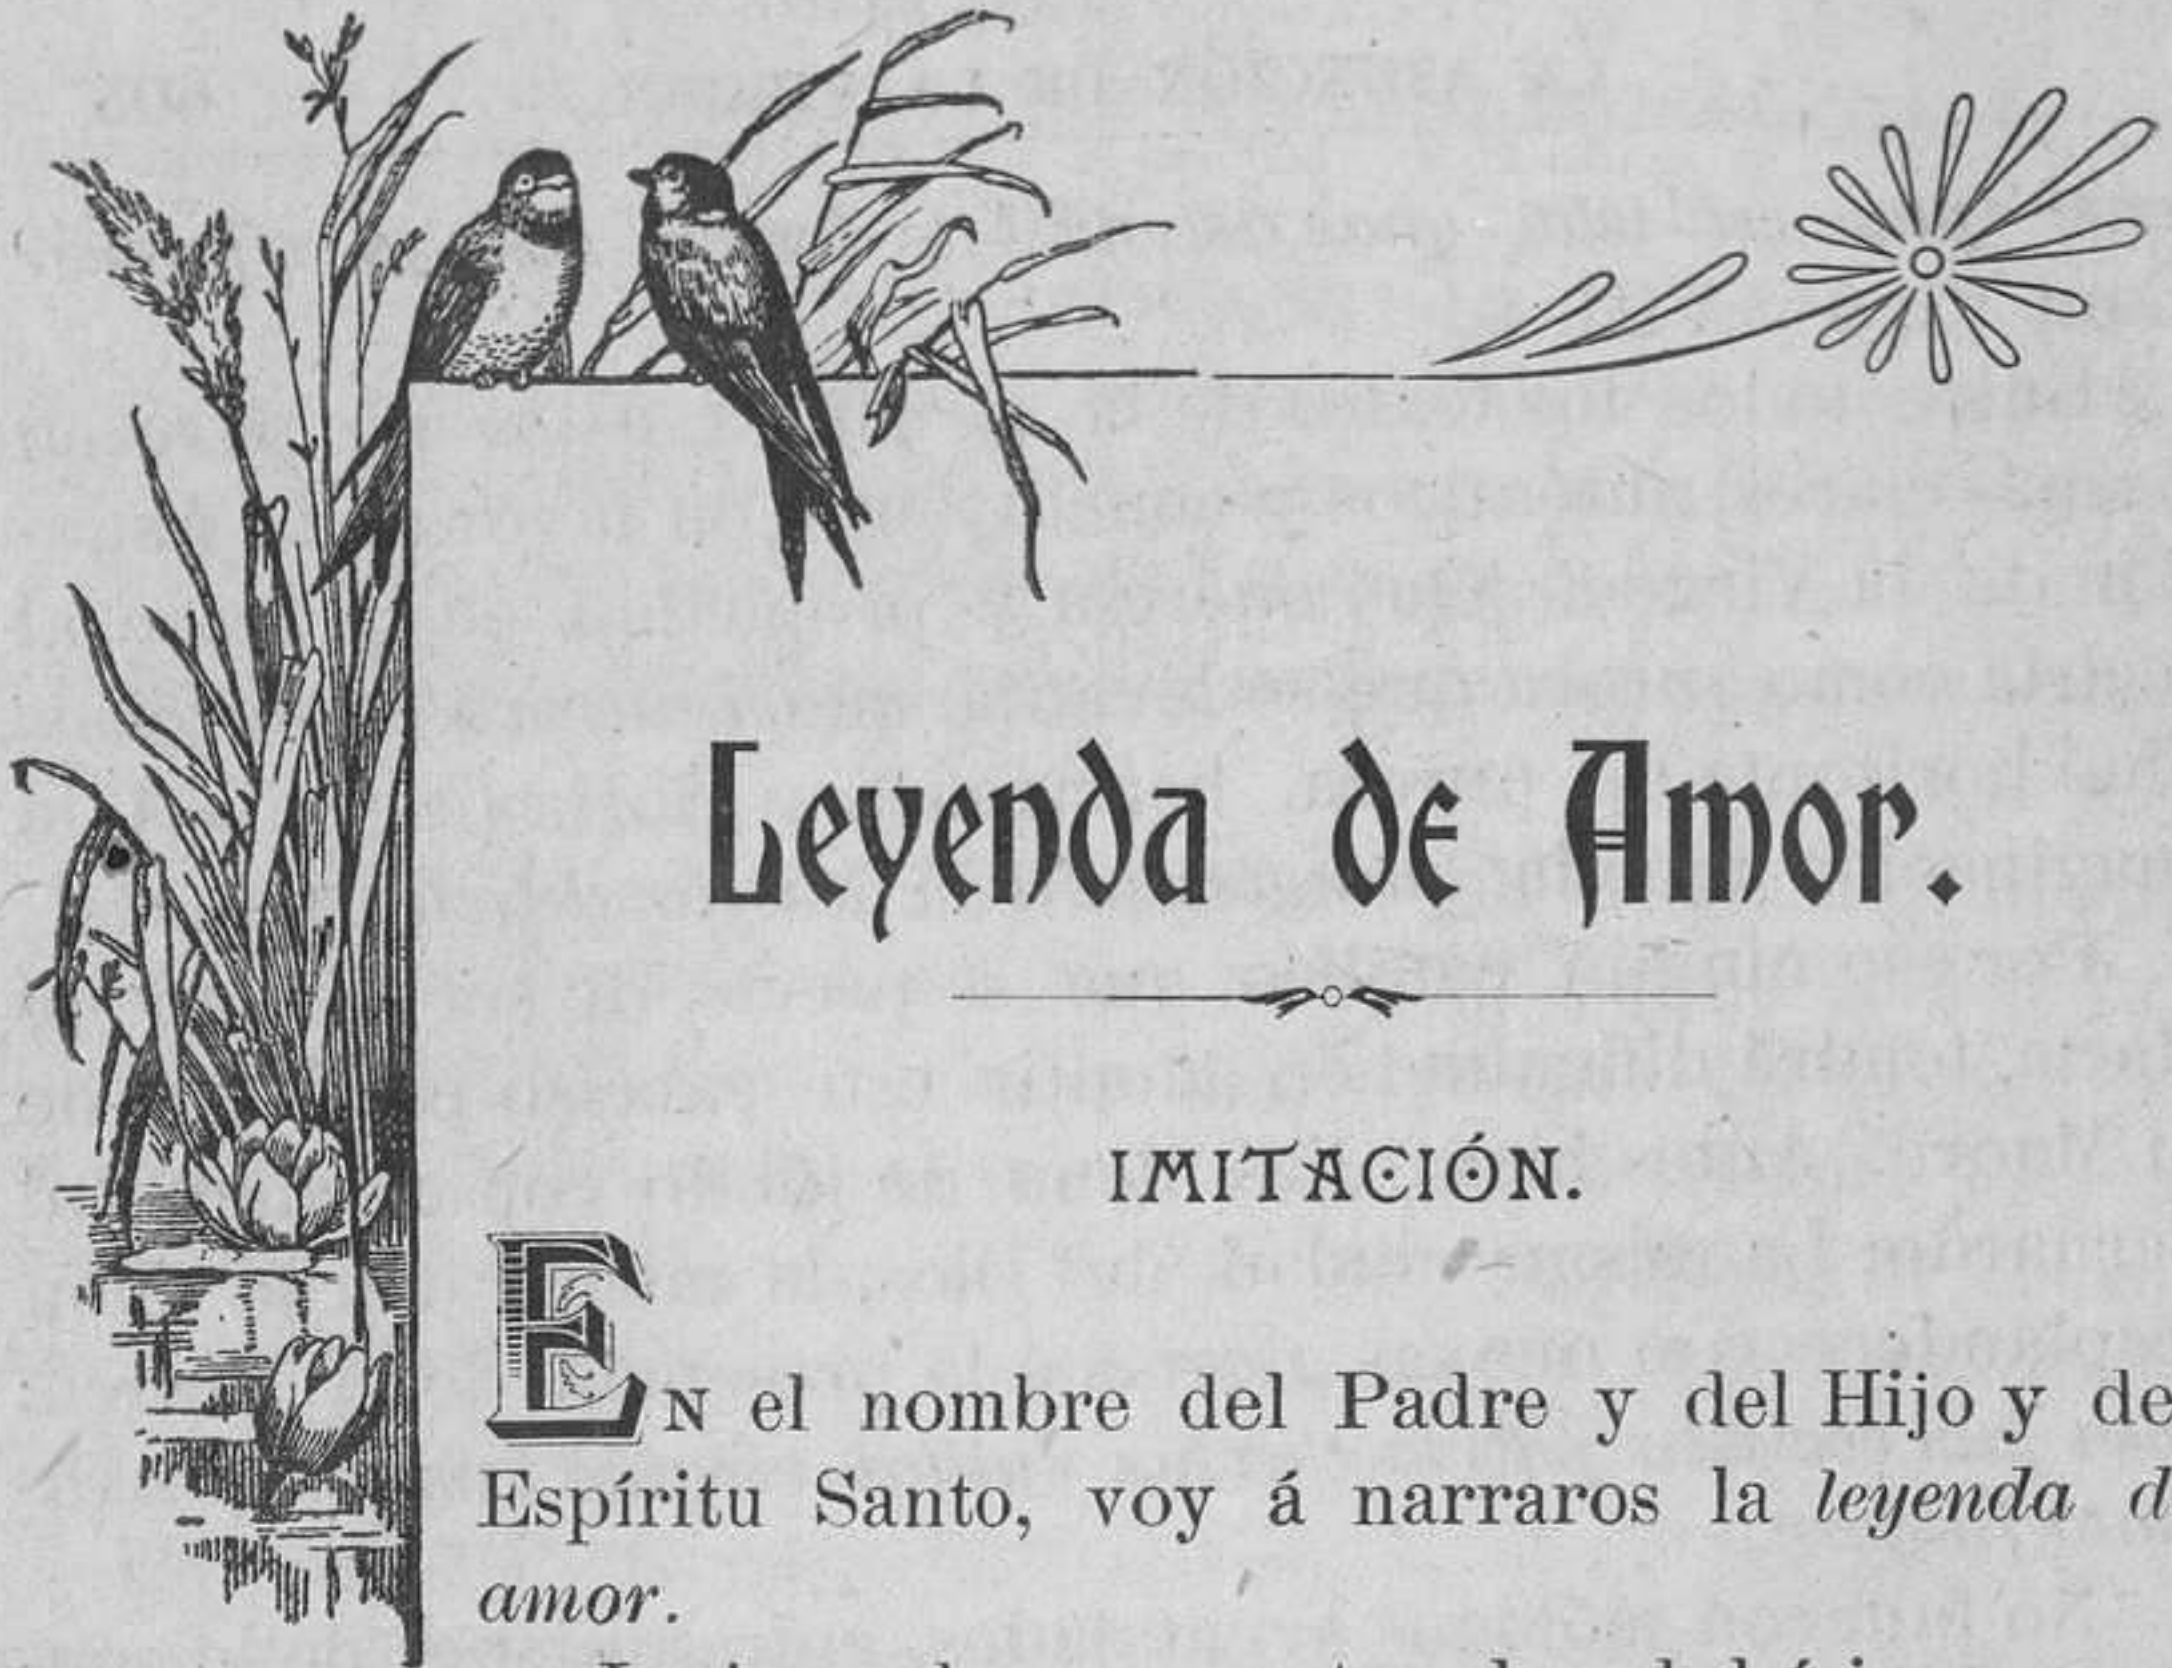 Leyenda de Amor.
IMITACIÓN.
EN el nombre del Padre y del Hijo y de
Espíritu Santo, voy á narraros la leyenda d
amor.